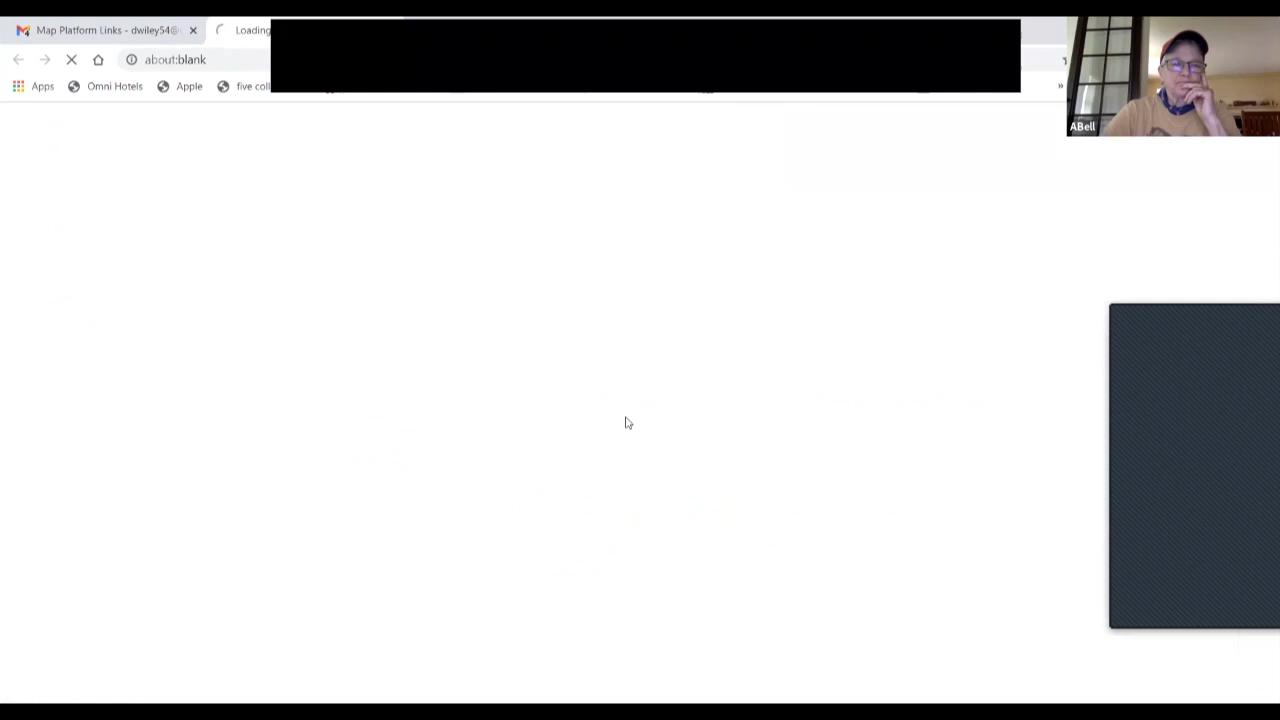 Map Platform Links - dwiley54@
Loading
about:blank
Apps
Omni Hotels
Apple
five coll
»
ABell